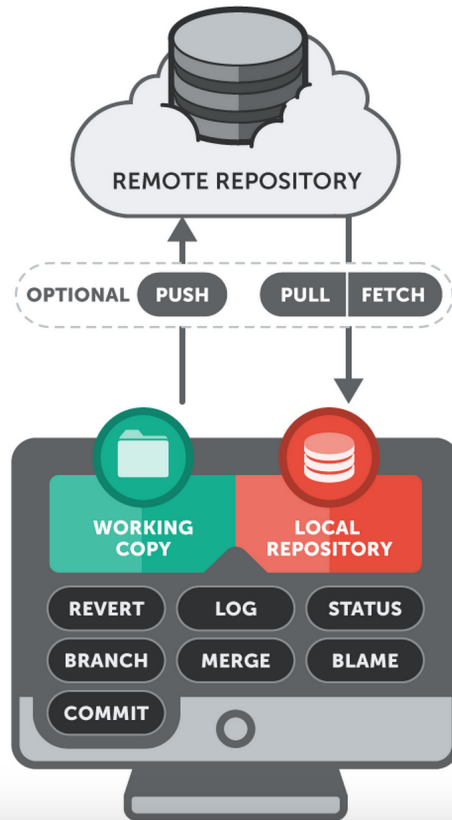 REMOTE REPOSITORY
OPTIONAL PUSH PULL FETCH
WORKING COPY
LOCAL REPOSITORY
REVERT LOG STATUS
BRANCH MERGE BLAME
COMMIT